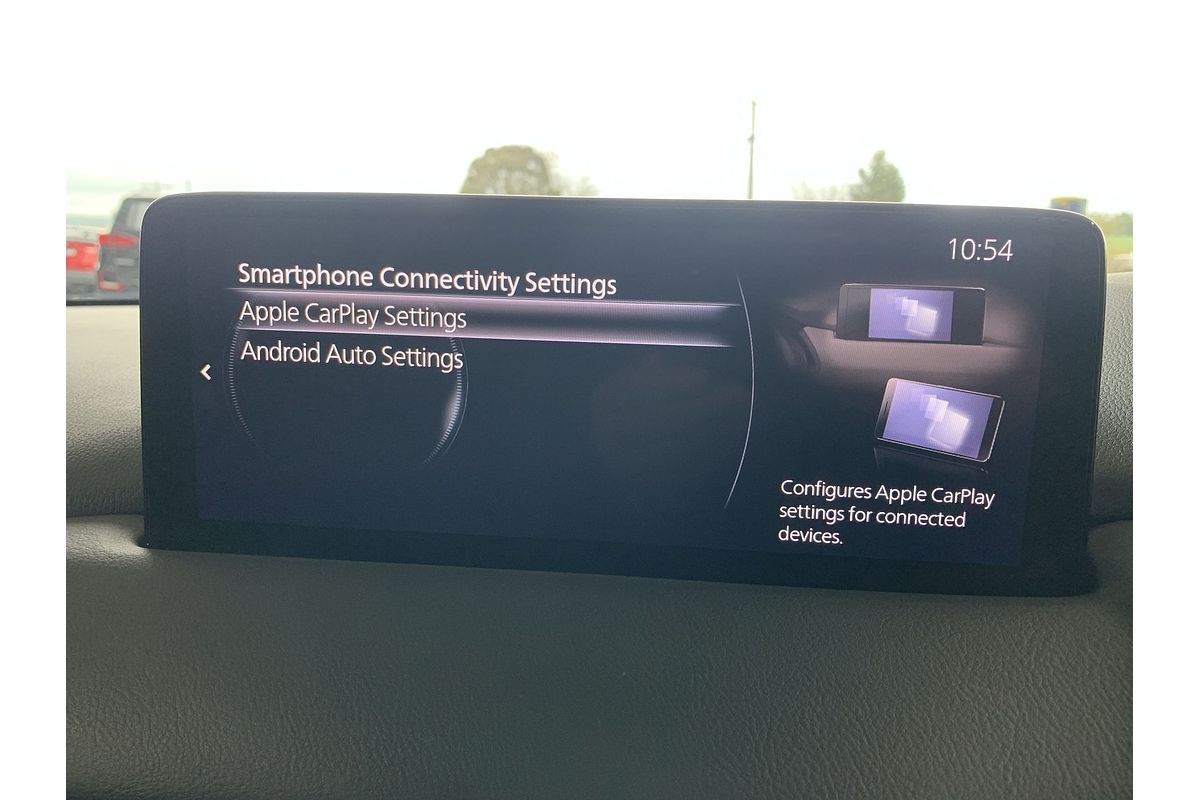 10:54
Smartphone Connectivity Settings
Apple CarPlay Settings
Android Auto Settings
Configures Apple CarPlay
settings for connected
devices.